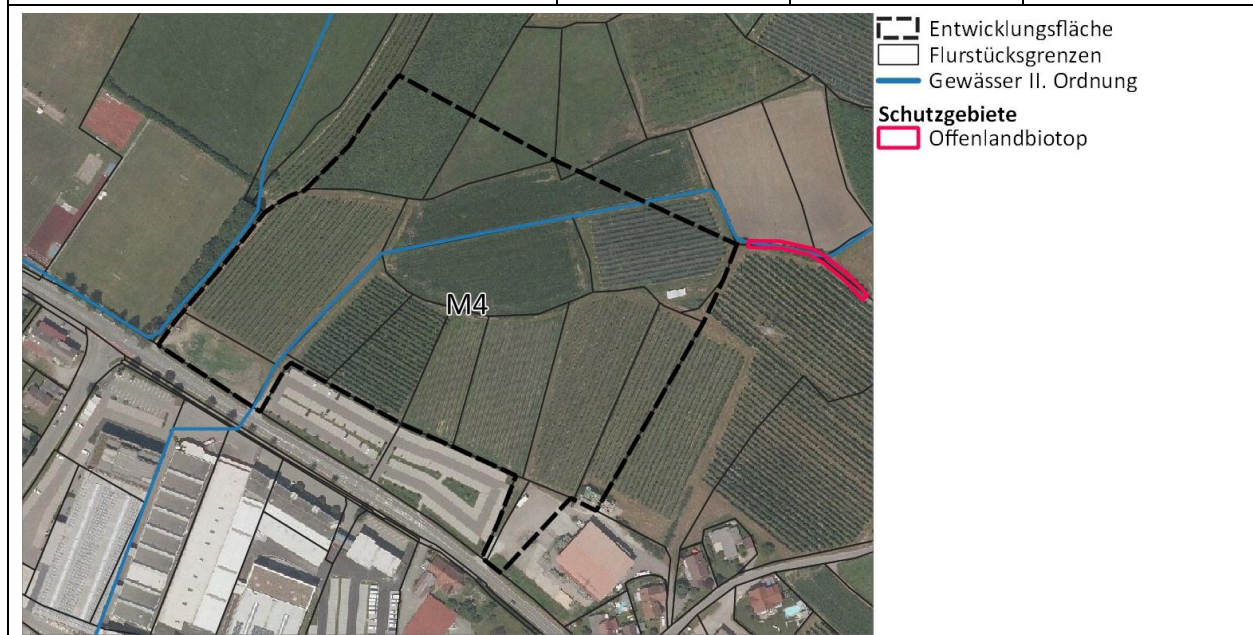 Entwicklungsfläche
Flurstücksgrenzen
Gewässer II. Ordnung
Schutzgebiete
Offenlandbiotop
M4